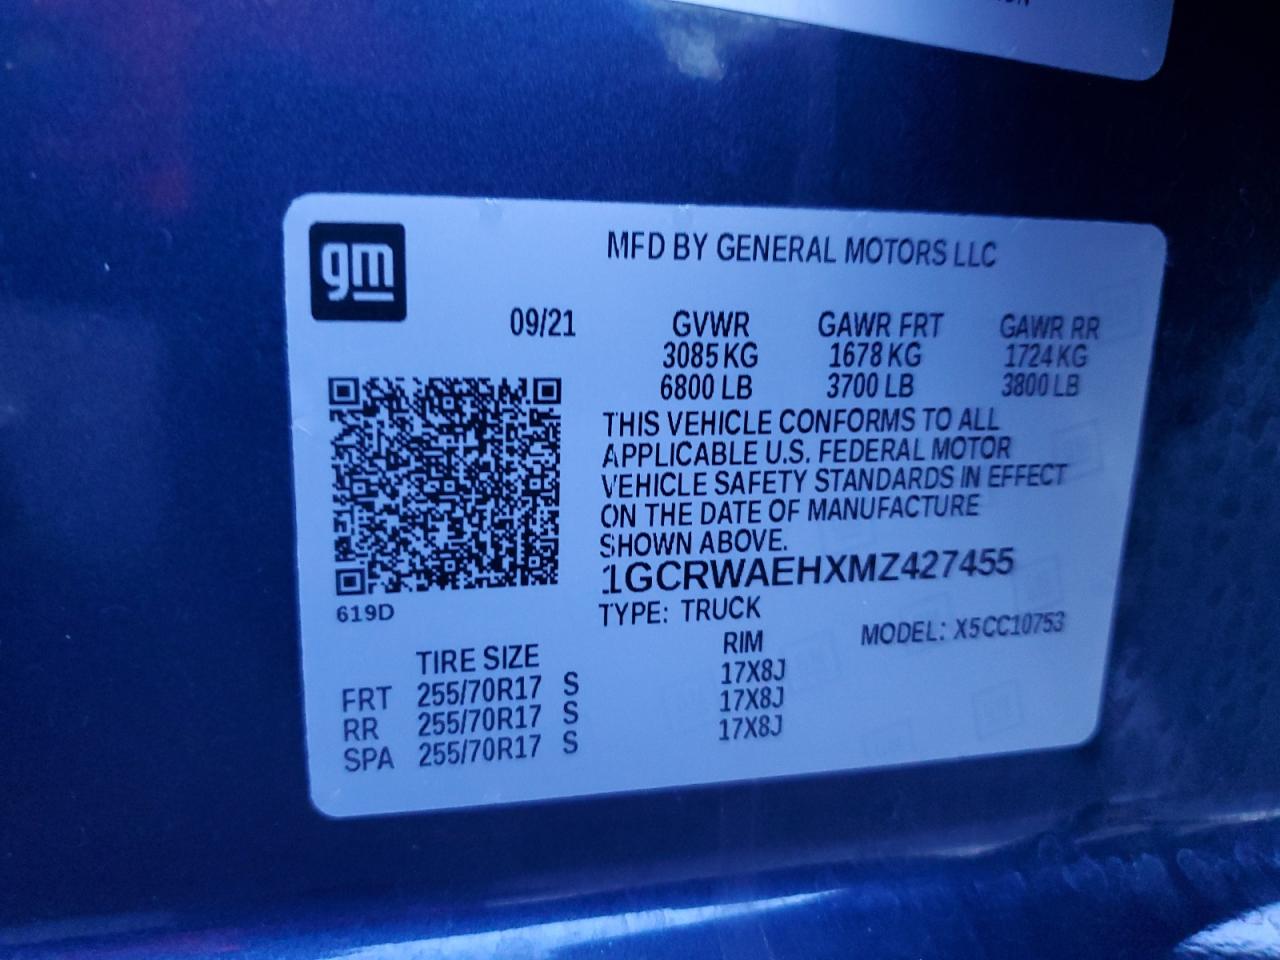 gm
MFD BY GENERAL MOTORS LLC
09/21
GVWR GAWR FRT GAWR RR
3085 KG 1678 KG 1724 KG
6800 LB 3700 LB 3800 LB
THIS VEHICLE CONFORMS TO ALL
APPLICABLE U.S. FEDERAL MOTOR
VEHICLE SAFETY STANDARDS IN EFFECT
ON THE DATE OF MANUFACTURE
SHOWN ABOVE.
1GCRWAEHXMZ427455
619D
TYPE: TRUCK
MODEL: X5CC10753
TIRE SIZE RIM
FRT 255/70R17 S 17X8J
RR 255/70R17 S 17X8J
SPA 255/70R17 S 17X8J